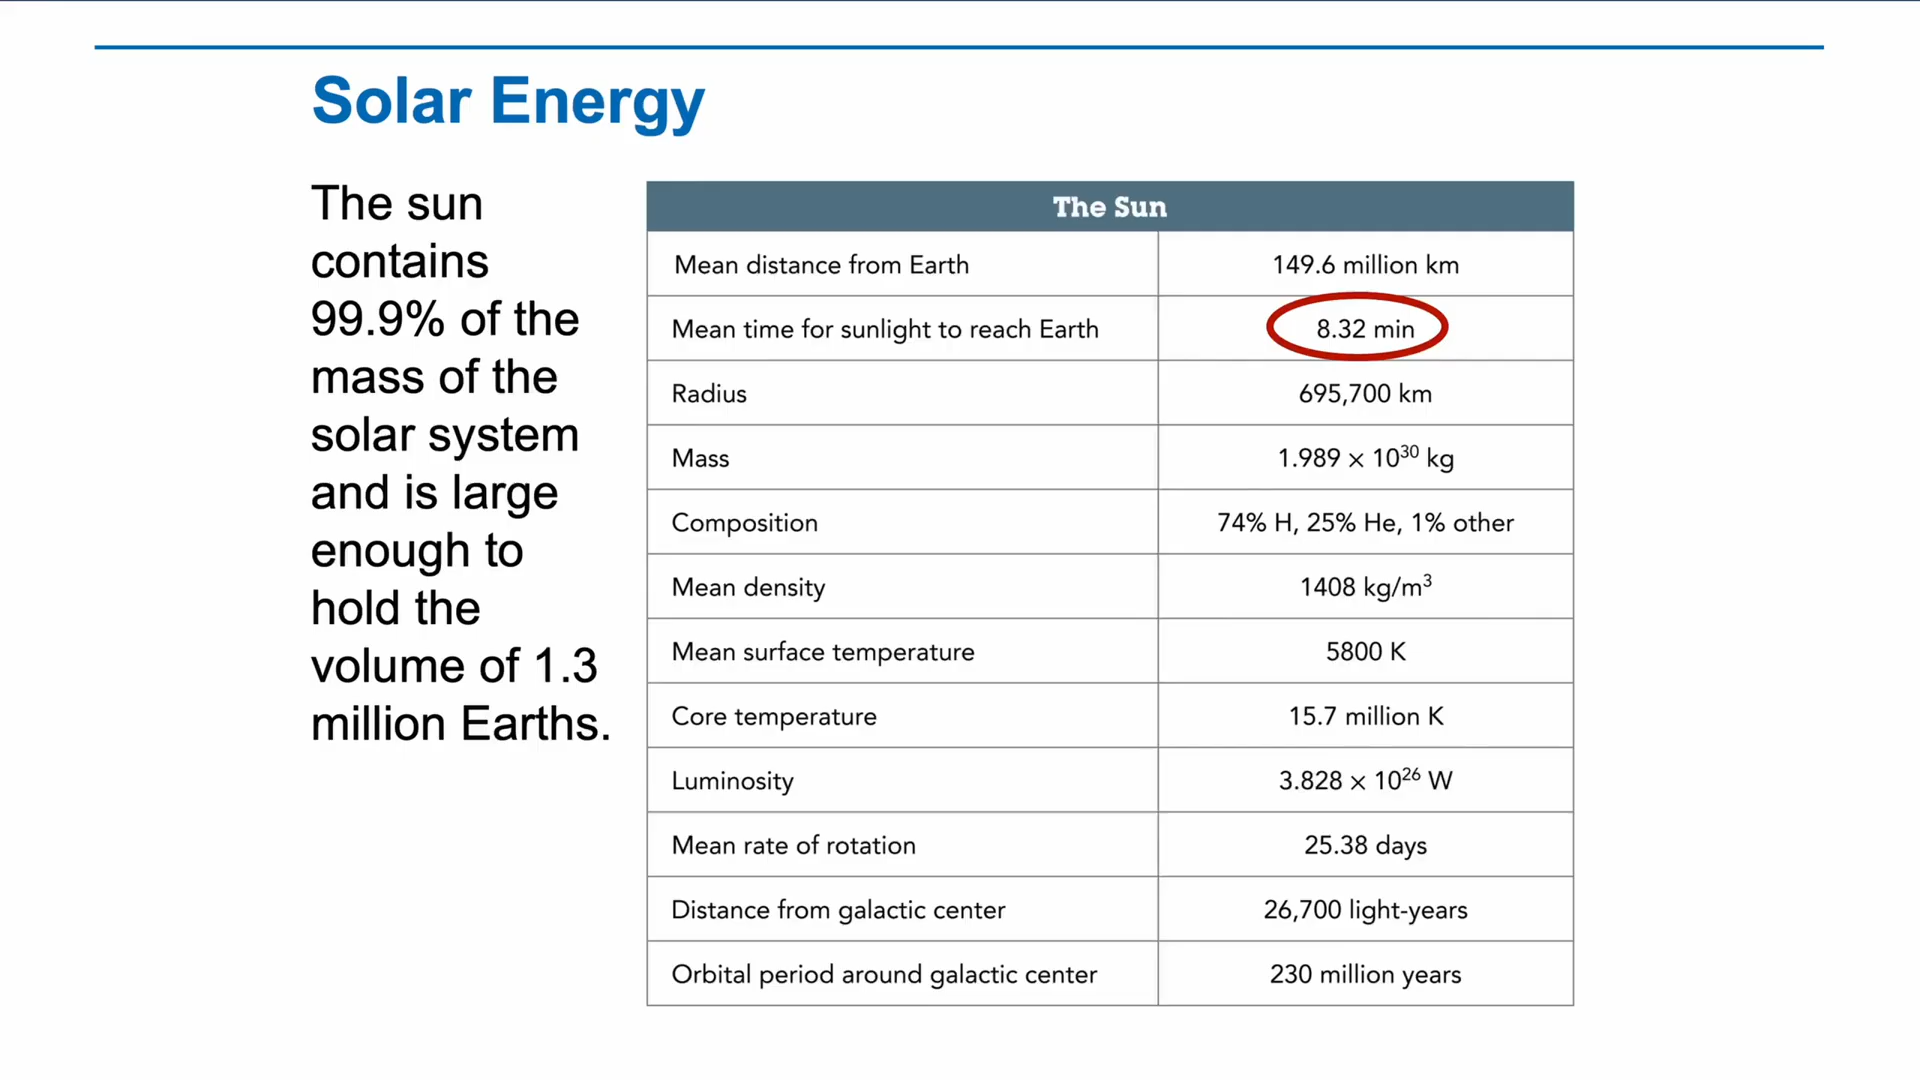 Solar Energy
The sun
contains
99.9% of the
mass of the
solar system
and is large
enough to
hold the
volume of 1.3
million Earths.
The Sun
Mean distance from Earth 149.6 million km
Mean time for sunlight to reach Earth 8.32 min
Radius 695,700 km
Mass 1.989 × 10³⁰ kg
Composition 74% H, 25% He, 1% other
Mean density 1408 kg/m³
Mean surface temperature 5800 K
Core temperature 15.7 million K
Luminosity 3.828 × 10²⁶ W
Mean rate of rotation 25.38 days
Distance from galactic center 26,700 light-years
Orbital period around galactic center 230 million years